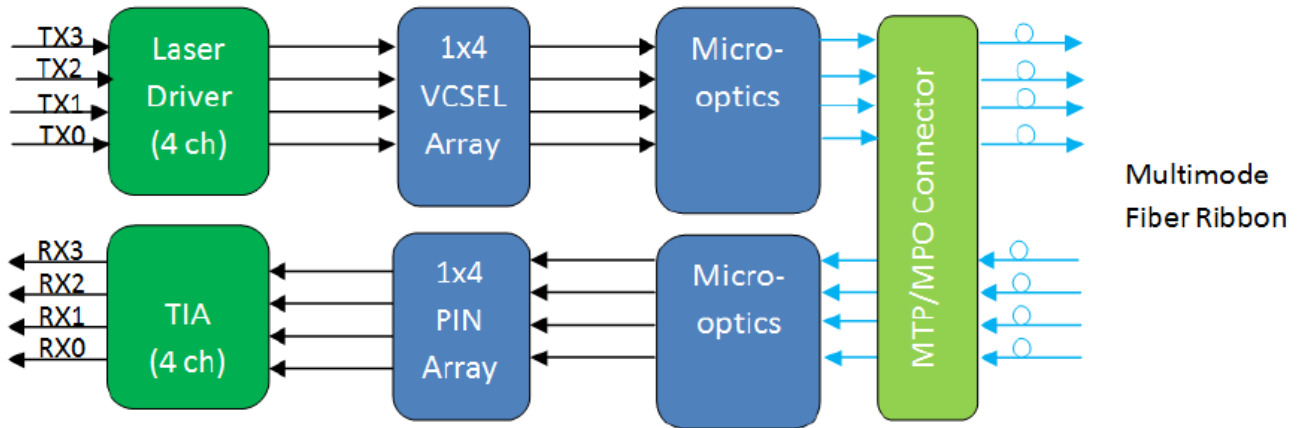 TX3
TX2
TX1
TX0
Laser
Driver
(4 ch)
1x4
VCSEL
Array
Micro-
optics
MTP/MPO Connector
Multimode
Fiber Ribbon
RX3
RX2
RX1
RX0
TIA
(4 ch)
1x4
PIN
Array
Micro-
optics